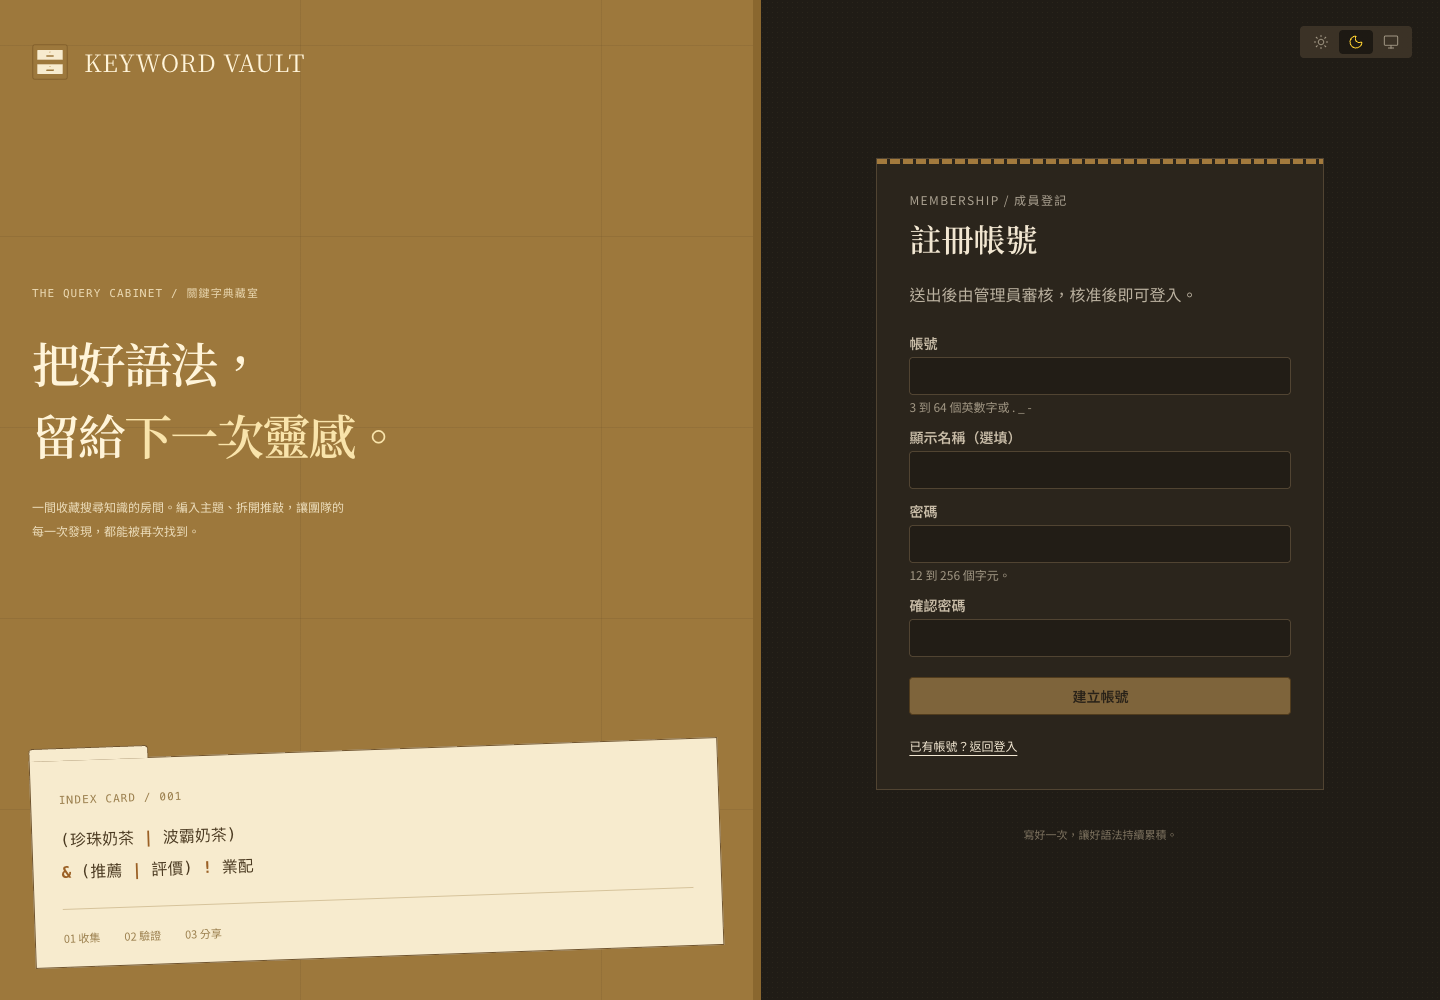 KEYWORD VAULT
THE QUERY CABINET / 關鍵字典藏室
把好語法，
留給下一次靈感。
一間收藏搜尋知識的房間。編入主題、拆開推敲，讓團隊的
每一次發現，都能被再次找到。
INDEX CARD / 001
(珍珠奶茶 | 波霸奶茶)
& (推薦 | 評價) ! 業配
01 收集 02 驗證 03 分享
MEMBERSHIP / 成員登記
註冊帳號
送出後由管理員審核，核准後即可登入。
帳號
3 到 64 個英數字或 . _ -
顯示名稱（選填）
密碼
12 到 256 個字元。
確認密碼
建立帳號
已有帳號？返回登入
寫好一次，讓好語法持續累積。